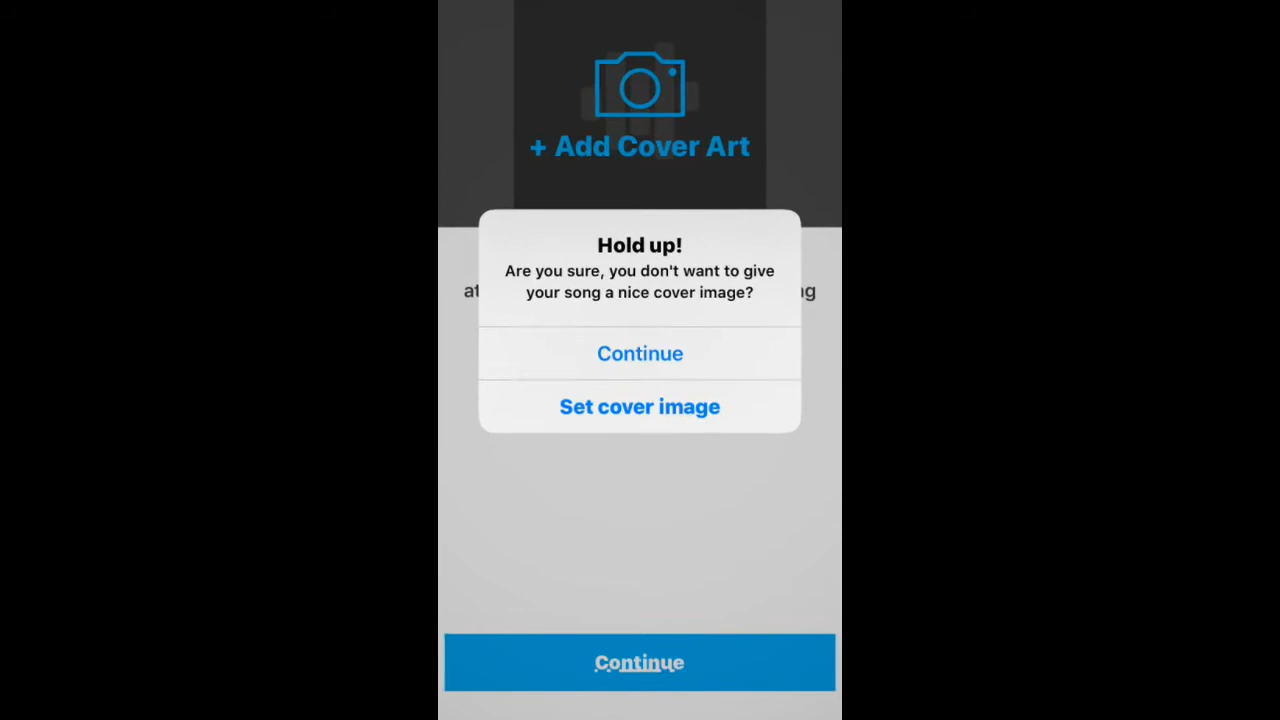 + Add Cover Art
Hold up!
Are you sure, you don't want to give
your song a nice cover image?
Continue
Set cover image
Continue